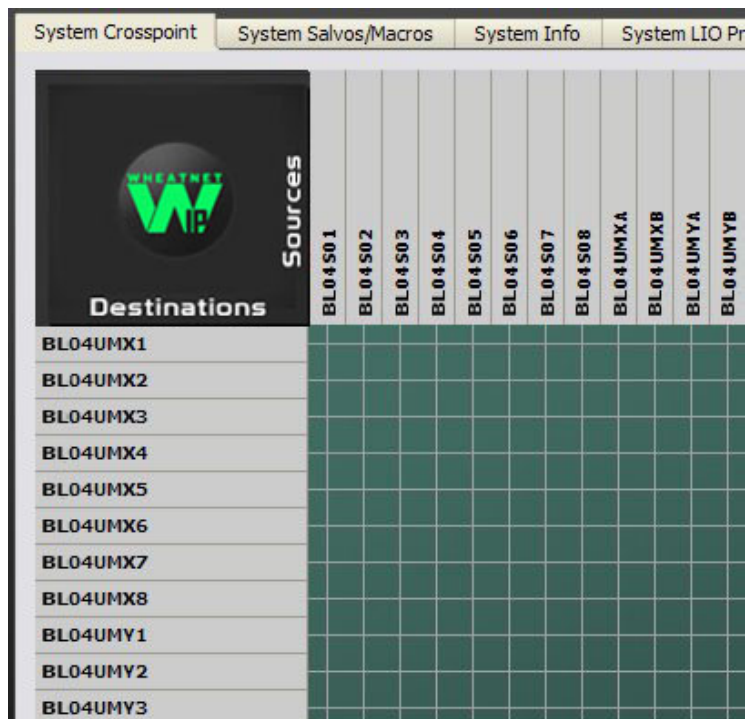 System Crosspoint
System Salvos/Macros
System Info
System LIO Pr
WHEATNET
W IP
Sources
Destinations
BL04S01
BL04S02
BL04S03
BL04S04
BL04S05
BL04S06
BL04S07
BL04S08
BL04UMXA
BL04UMXB
BL04UMYA
BL04UMYB
BL04UMX1
BL04UMX2
BL04UMX3
BL04UMX4
BL04UMX5
BL04UMX6
BL04UMX7
BL04UMX8
BL04UMY1
BL04UMY2
BL04UMY3